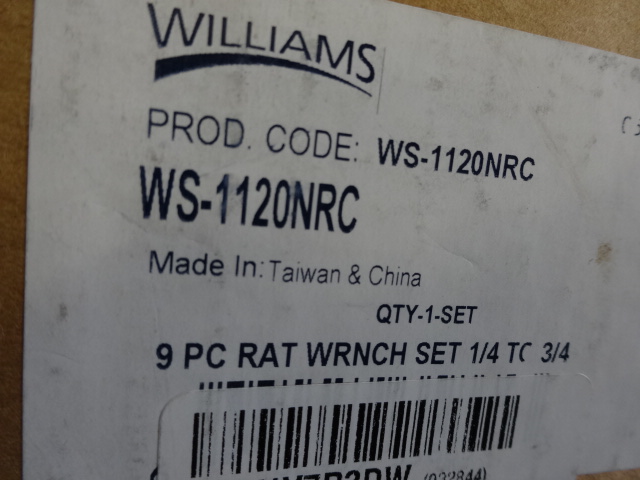 WILLIAMS
PROD. CODE: WS-1120NRC
WS-1120NRC
Made In: Taiwan & China
QTY-1-SET
9 PC RAT WRNCH SET 1/4 TO 3/4
(022844)